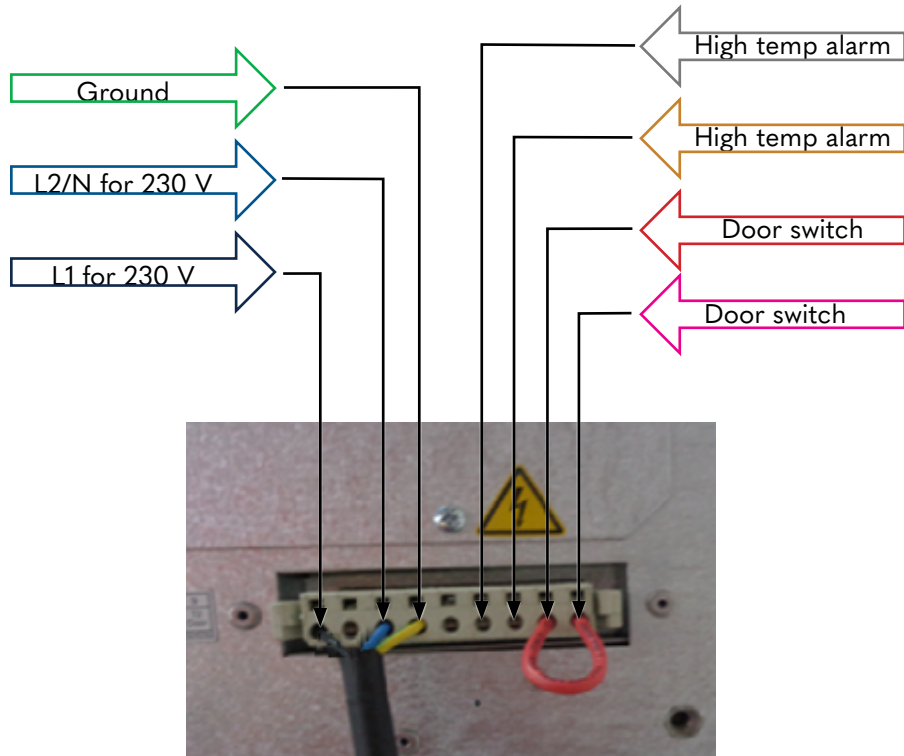 Ground
L2/N for 230 V
L1 for 230 V
High temp alarm
High temp alarm
Door switch
Door switch